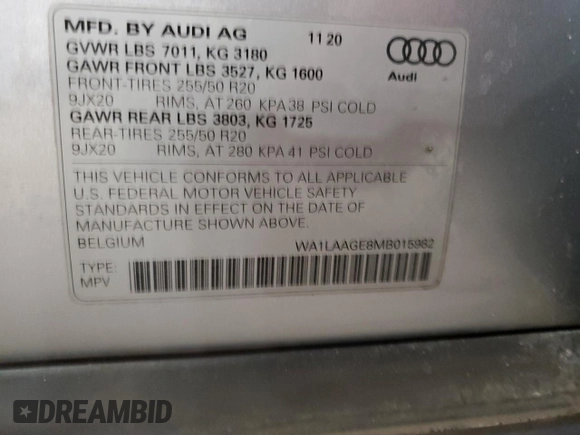 MFD. BY AUDI AG 11 20
GVWR LBS 7011, KG 3180
GAWR FRONT LBS 3527, KG 1600
FRONT-TIRES 255/50 R20
9JX20 RIMS, AT 260 KPA 38 PSI COLD
GAWR REAR LBS 3803, KG 1725
REAR-TIRES 255/50 R20
9JX20 RIMS, AT 280 KPA 41 PSI COLD
Audi
THIS VEHICLE CONFORMS TO ALL APPLICABLE
U.S. FEDERAL MOTOR VEHICLE SAFETY
STANDARDS IN EFFECT ON THE DATE OF
MANUFACTURE SHOWN ABOVE.
BELGIUM WA1LAAGE8MB015982
TYPE:
MPV
DREAMBID